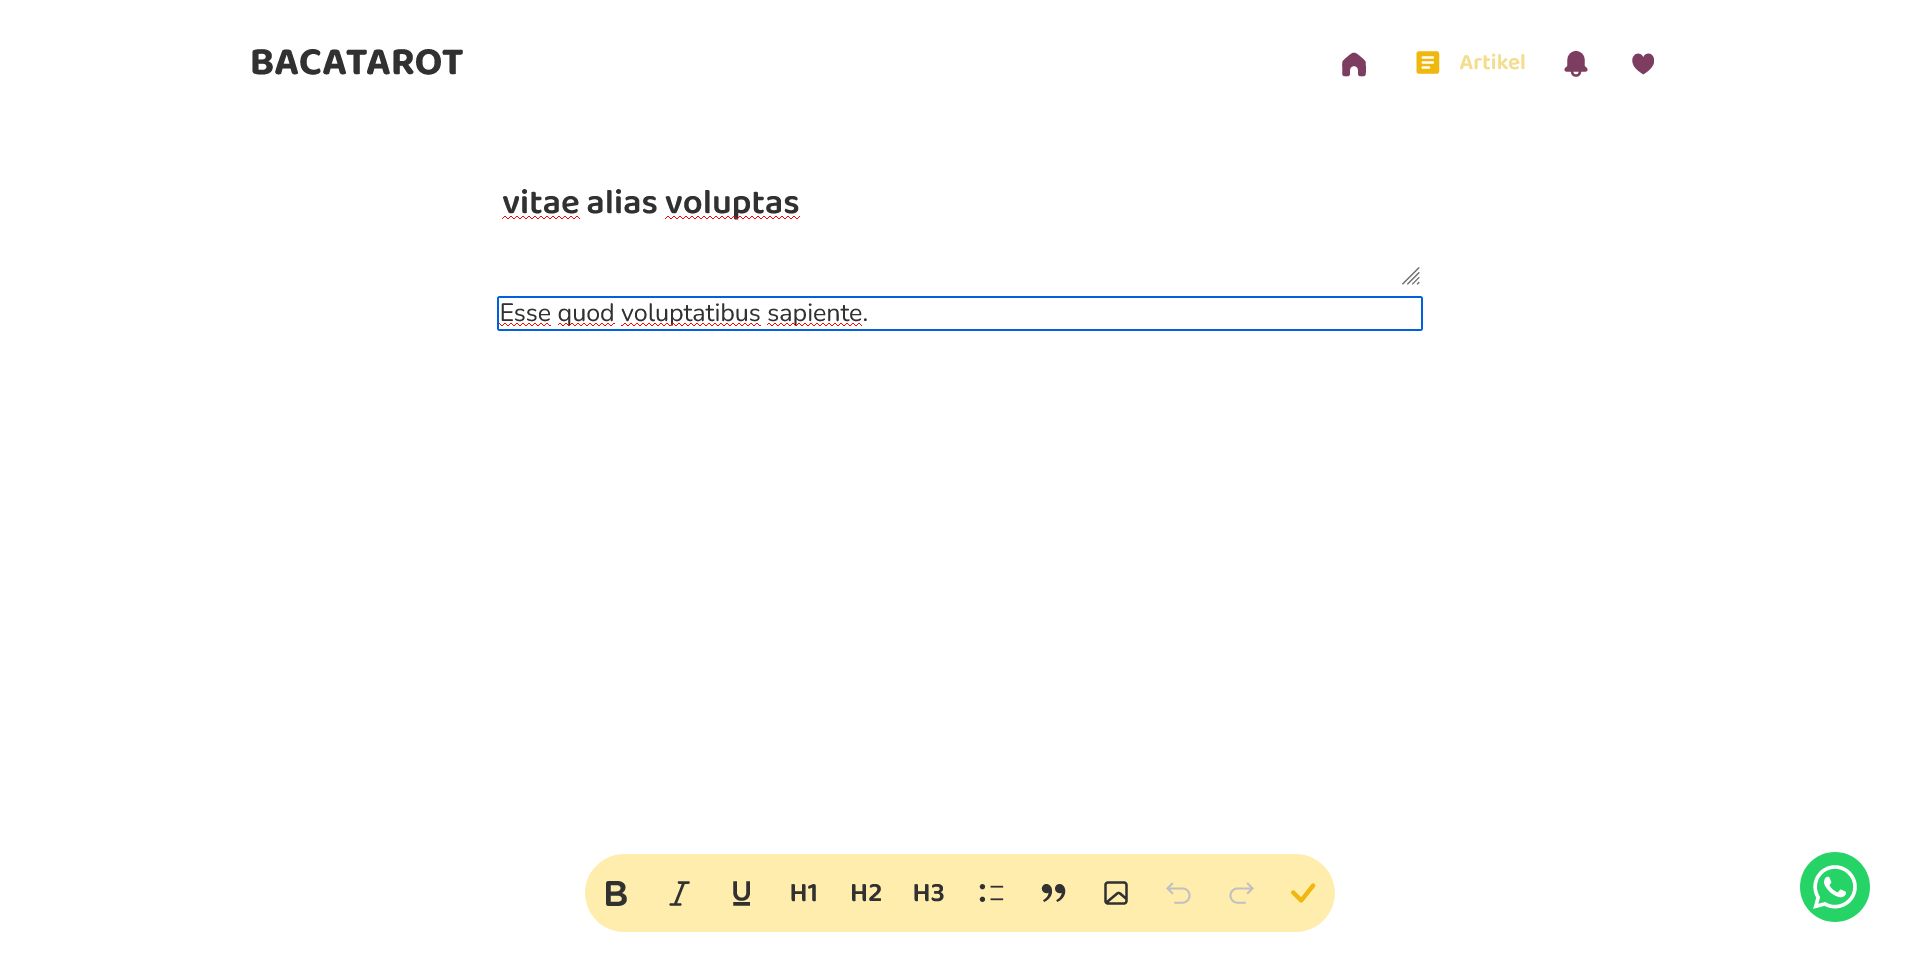 BACATAROT
Artikel
vitae alias voluptas
Esse quod voluptatibus sapiente.
B I U H1 H2 H3